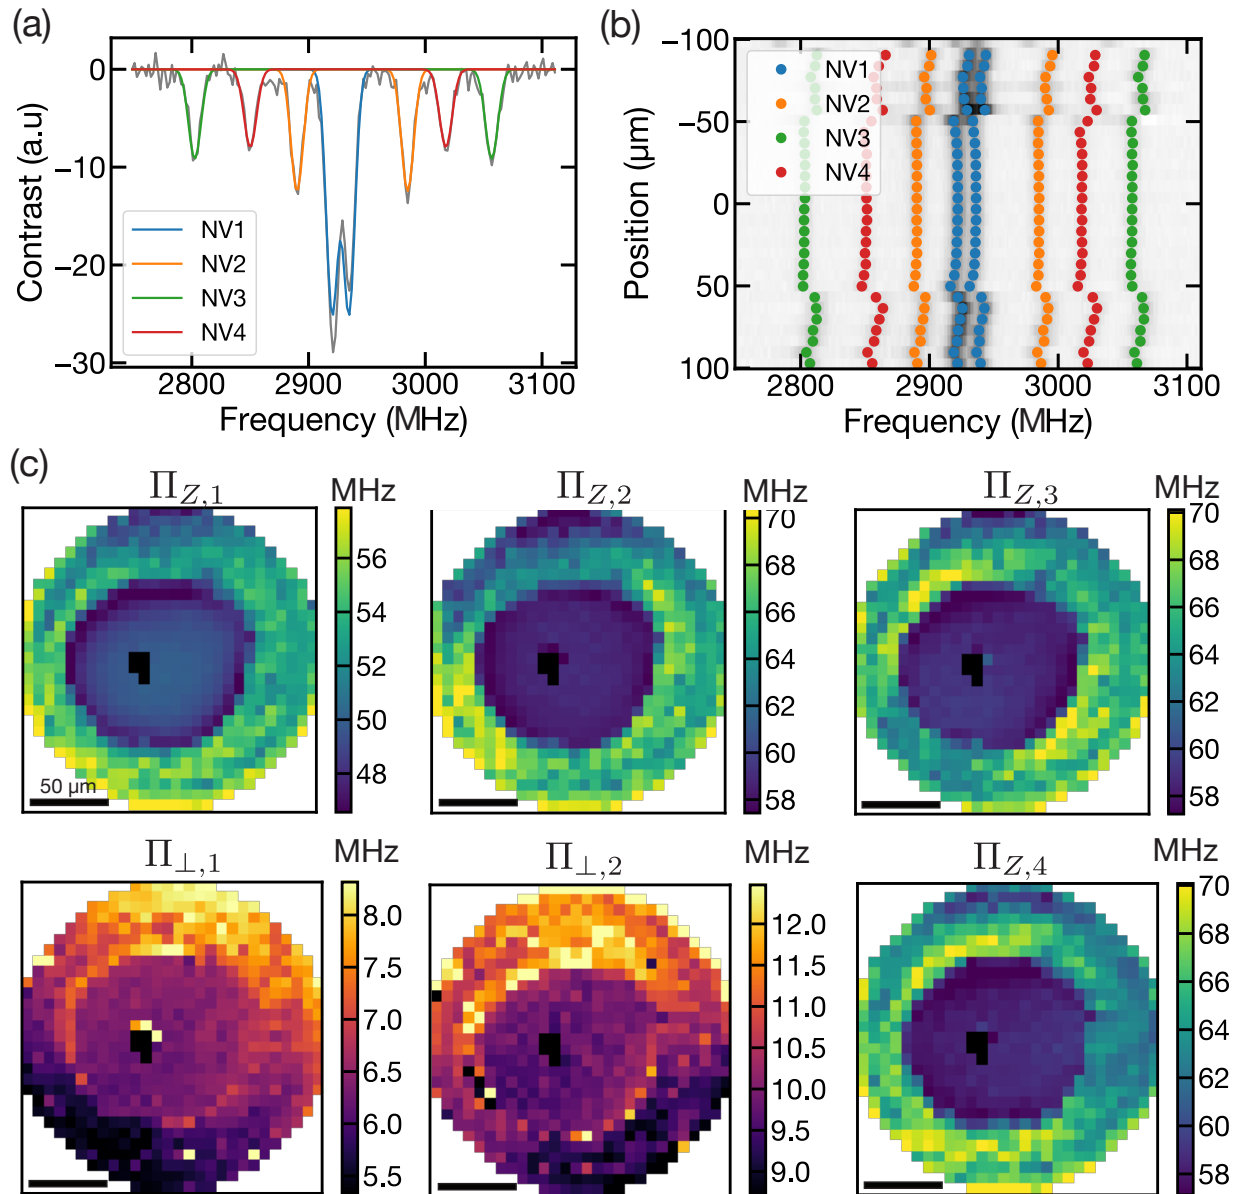 (a)
0
−10
−20
−30
Contrast (a.u)
NV1
NV2
NV3
NV4
2800
2900
3000
3100
Frequency (MHz)
(b)
−100
−50
0
50
100
Position (μm)
NV1
NV2
NV3
NV4
2800
2900
3000
3100
Frequency (MHz)
(c)
Π_{Z,1}
MHz
56
54
52
50
48
50 μm
Π_{Z,2}
MHz
70
68
66
64
62
60
58
Π_{Z,3}
MHz
70
68
66
64
62
60
58
Π_{⊥,1}
MHz
8.0
7.5
7.0
6.5
6.0
5.5
Π_{⊥,2}
MHz
12.0
11.5
11.0
10.5
10.0
9.5
9.0
Π_{Z,4}
MHz
70
68
66
64
62
60
58